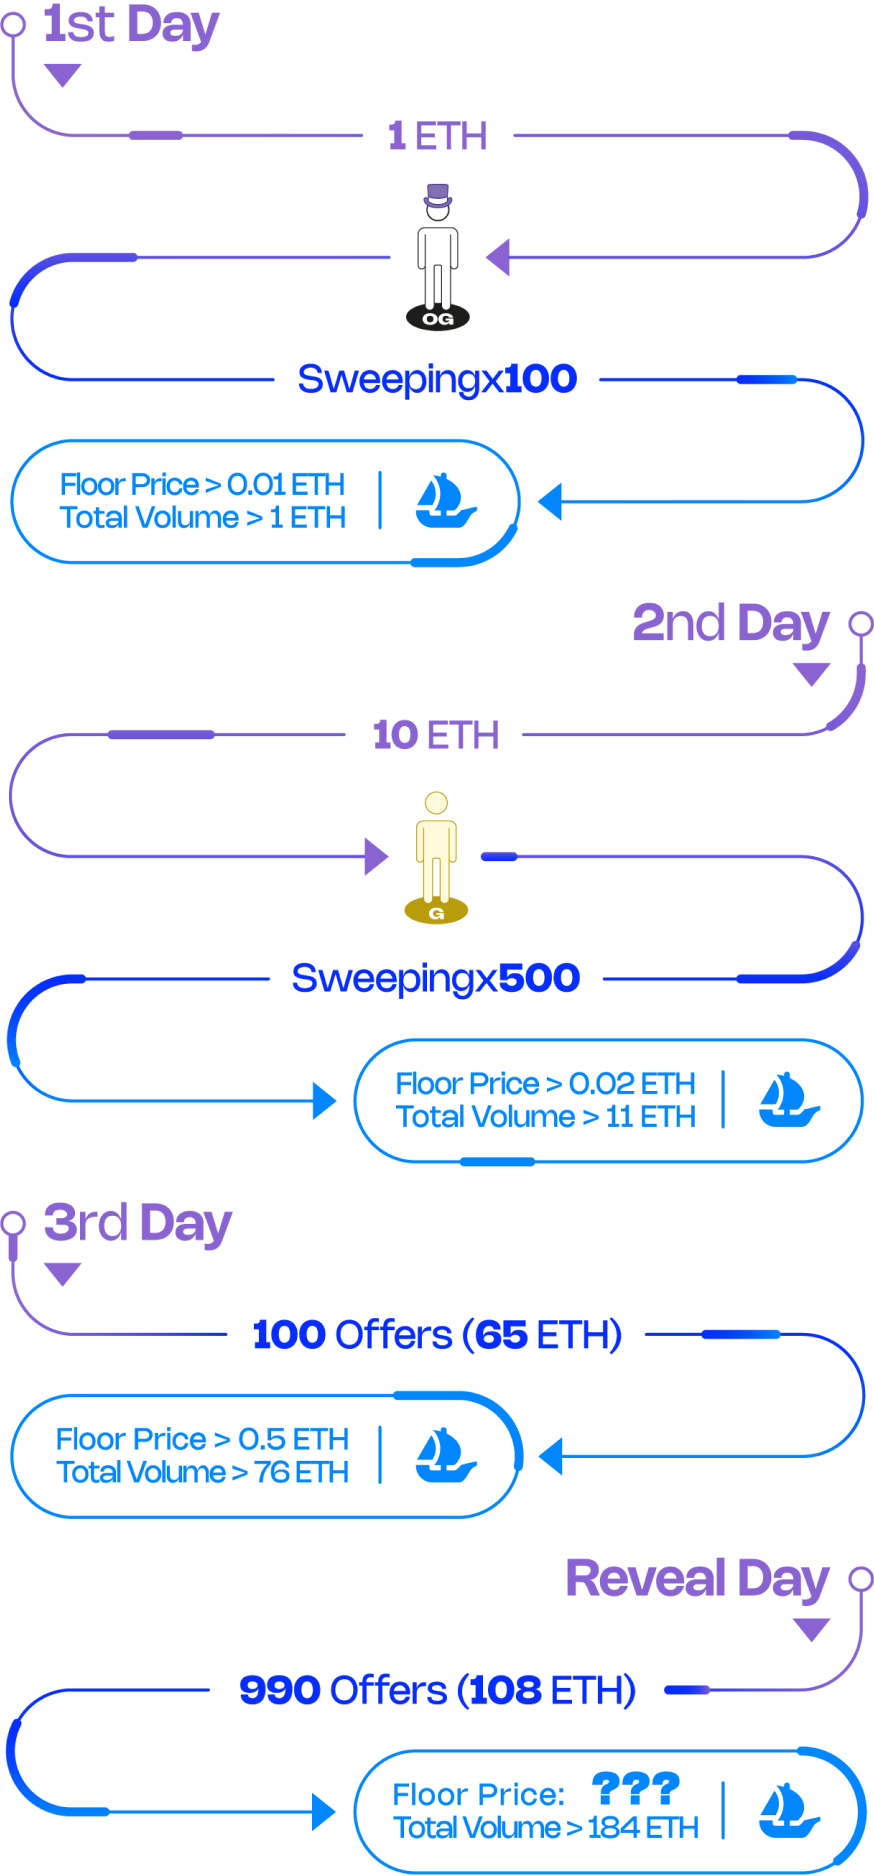 1st Day
1 ETH
OG
Sweepingx100
Floor Price > 0.01 ETH
Total Volume > 1 ETH
2nd Day
10 ETH
G
Sweepingx500
Floor Price > 0.02 ETH
Total Volume > 11 ETH
3rd Day
100 Offers (65 ETH)
Floor Price > 0.5 ETH
Total Volume > 76 ETH
Reveal Day
990 Offers (108 ETH)
Floor Price: ???
Total Volume > 184 ETH